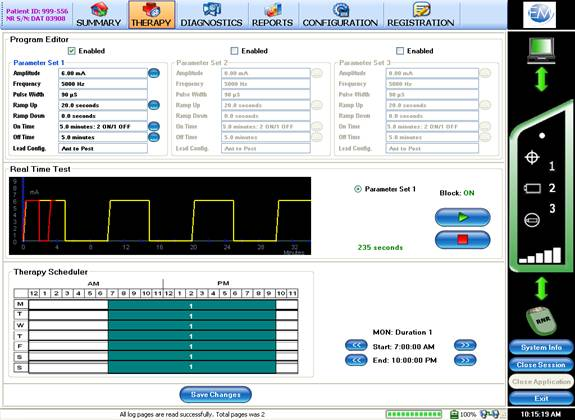 Patient ID: 999-556
NR S/N: DAT 03908
SUMMARY THERAPY DIAGNOSTICS REPORTS CONFIGURATION REGISTRATION
Program Editor
Enabled Enabled Enabled
Parameter Set 1 Parameter Set 2 Parameter Set 3
Amplitude 6.00 mA Amplitude 0.00 mA Amplitude 0.00 mA
Frequency 5000 Hz Frequency 5000 Hz Frequency 5000 Hz
Pulse Width 90 µS Pulse Width 90 µS Pulse Width 90 µS
Ramp Up 20.0 seconds Ramp Up 20.0 seconds Ramp Up 20.0 seconds
Ramp Down 0.0 seconds Ramp Down 0.0 seconds Ramp Down 0.0 seconds
On Time 5.0 minutes: 2 ON/1 OFF On Time 5.0 minutes: 2 ON/1 OFF On Time 5.0 minutes: 2 ON/1 OFF
Off Time 5.0 minutes Off Time 5.0 minutes Off Time 5.0 minutes
Lead Config. Ant to Post Lead Config. Ant to Post Lead Config. Ant to Post
1
2
3
Real Time Test
9
8
7
6
5
4
3
2
1
0
mA
0 4 8 12 16 20 24 28 32
Minutes
Parameter Set 1
Block: ON
235 seconds
Therapy Scheduler
AM PM
12 1 2 3 4 5 6 7 8 9 10 11 12 1 2 3 4 5 6 7 8 9 10 11
M 1
T 1
W 1
T 1
F 1
S 1
S 1
MON: Duration 1
<< Start: 7:00:00 AM >>
<< End: 10:00:00 PM >>
Save Changes
RNR
System Info
Close Session
Close Application
Exit
All log pages are read successfully. Total pages was 2
100%
10:15:19 AM